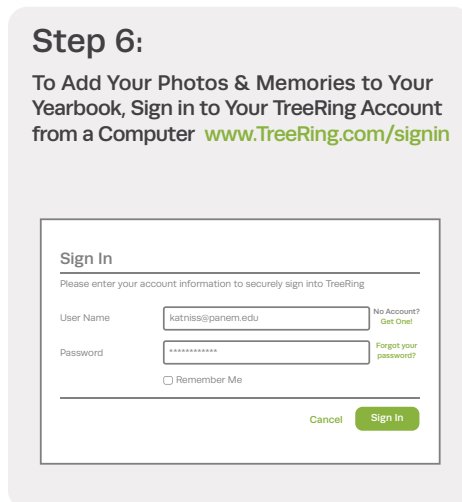 Step 6:
To Add Your Photos & Memories to Your
Yearbook, Sign in to Your TreeRing Account
from a Computer www.TreeRing.com/signin
Sign In
Please enter your account information to securely sign into TreeRing
User Name
katniss@panem.edu
No Account?
Get One!
Password
************
Forgot your
password?
Remember Me
Cancel
Sign In